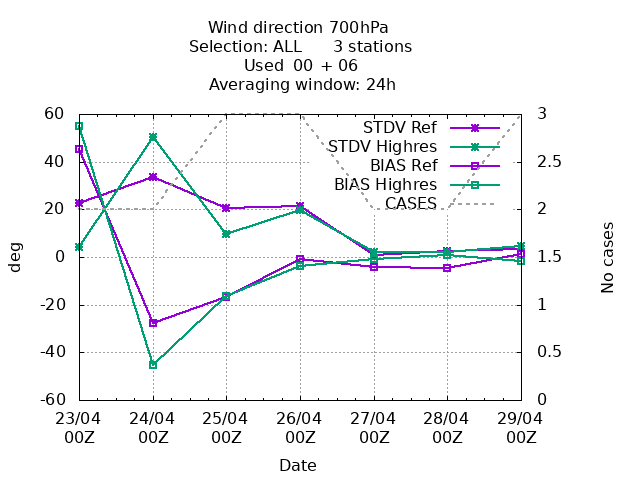 Wind direction 700hPa
Selection: ALL 3 stations
Used 00 + 06
Averaging window: 24h
60
40
20
0
-20
-40
-60
deg
3
2.5
2
1.5
1
0.5
0
No cases
STDV Ref
STDV Highres
BIAS Ref
BIAS Highres
CASES
23/04 24/04 25/04 26/04 27/04 28/04 29/04
00Z 00Z 00Z 00Z 00Z 00Z 00Z
Date